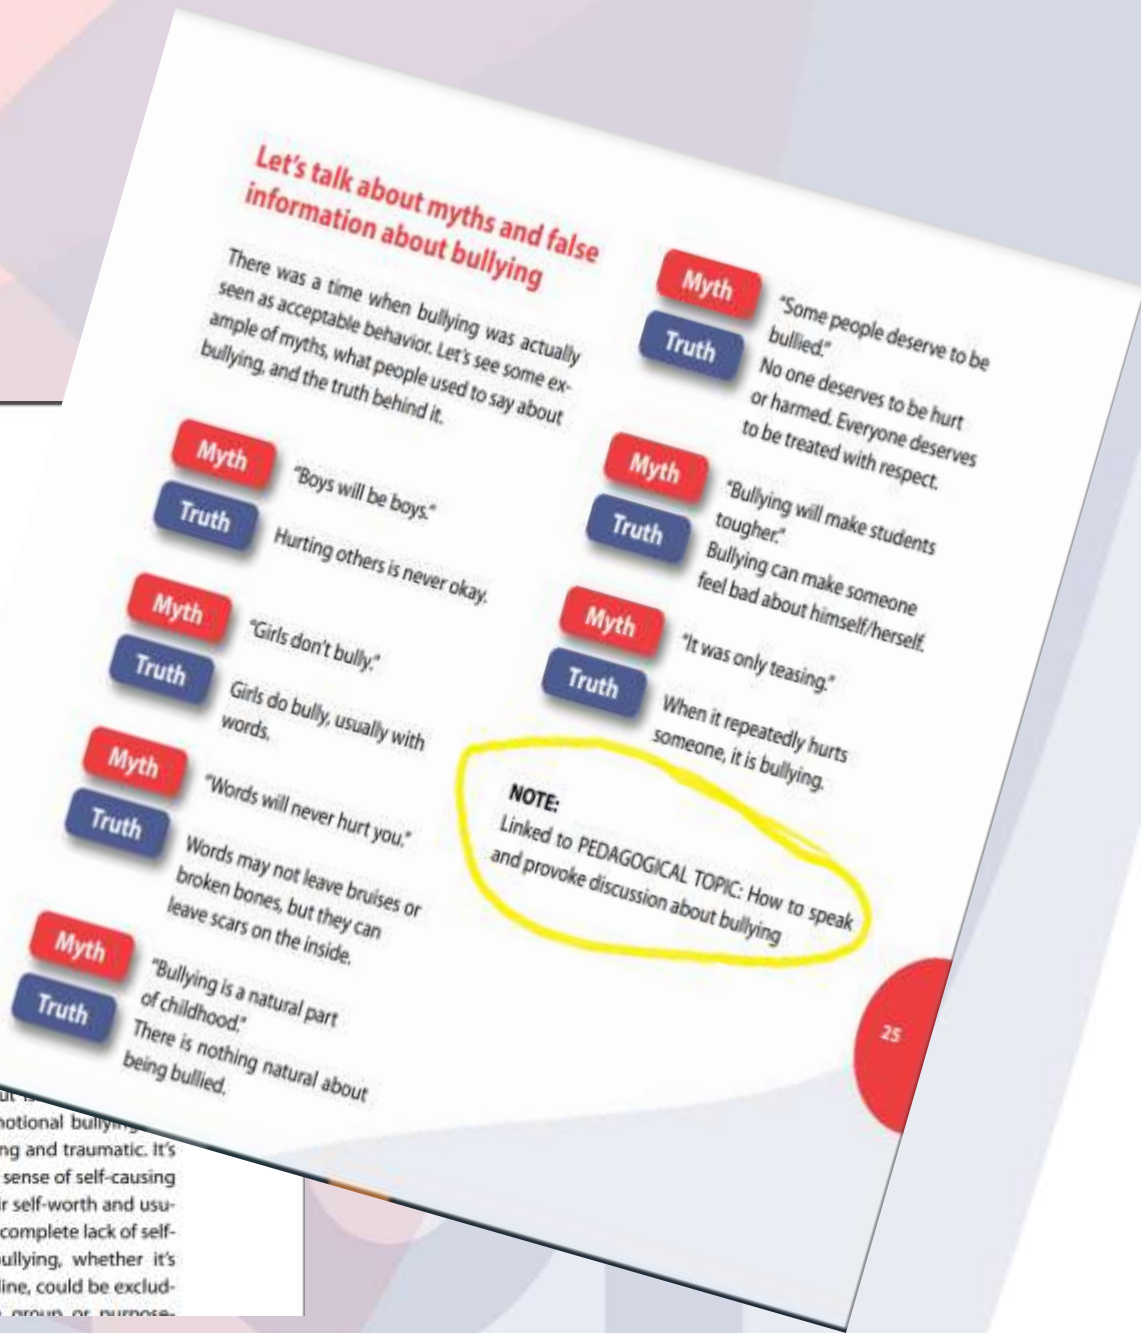 Let's talk about myths and false
information about bullying
There was a time when bullying was actually
seen as acceptable behavior. Let's see some ex-
ample of myths, what people used to say about
bullying, and the truth behind it.
Myth
"Boys will be boys."
Truth
Hurting others is never okay.
Myth
"Girls don't bully."
Truth
Girls do bully, usually with
words.
Myth
"Words will never hurt you."
Truth
Words may not leave bruises or
broken bones, but they can
leave scars on the inside.
Myth
"Bullying is a natural part
of childhood."
Truth
There is nothing natural about
being bullied.
Myth
"Some people deserve to be
bullied."
Truth
No one deserves to be hurt
or harmed. Everyone deserves
to be treated with respect.
Myth
"Bullying will make students
tougher."
Truth
Bullying can make someone
feel bad about himself/herself.
Myth
"It was only teasing."
Truth
When it repeatedly hurts
someone, it is bullying.
NOTE:
Linked to PEDAGOGICAL TOPIC: How to speak
and provoke discussion about bullying
25
notional bullying
ng and traumatic. It's
sense of self-causing
r self-worth and usu-
complete lack of self-
ullying, whether it's
line, could be exclud-
group or purpose-